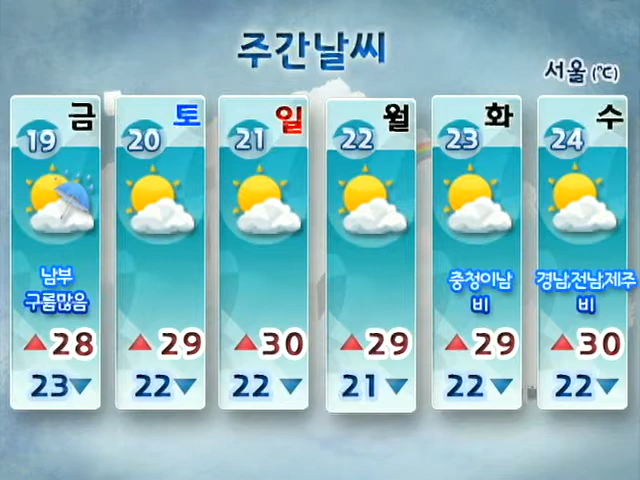 주간날씨
서울 (℃)
금 토 일 월 화 수
19 20 21 22 23 24
남부
구름많음
충청이남
비
경남,전남,제주
비
28 29 30 29 29 30
23 22 22 21 22 22